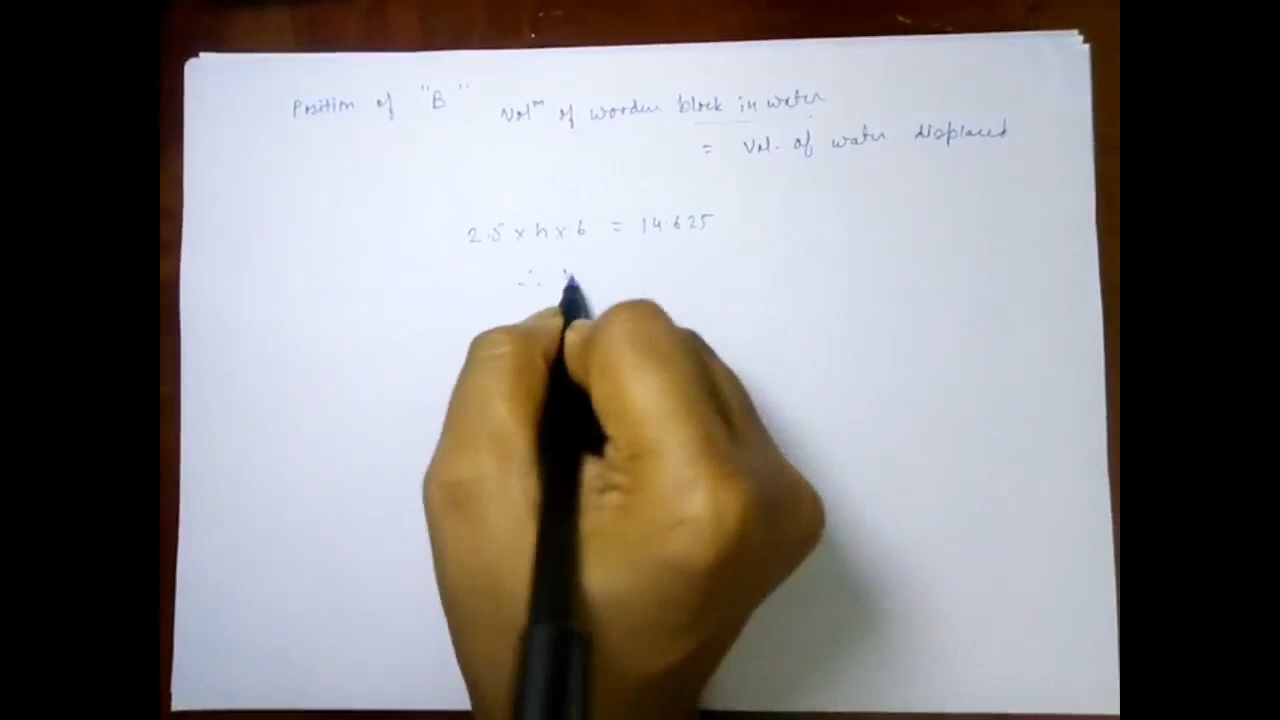 Position of "B" Volm of wooden block in water
= Vol. of water displaced
2.5 × h × 6 = 14.625
∴